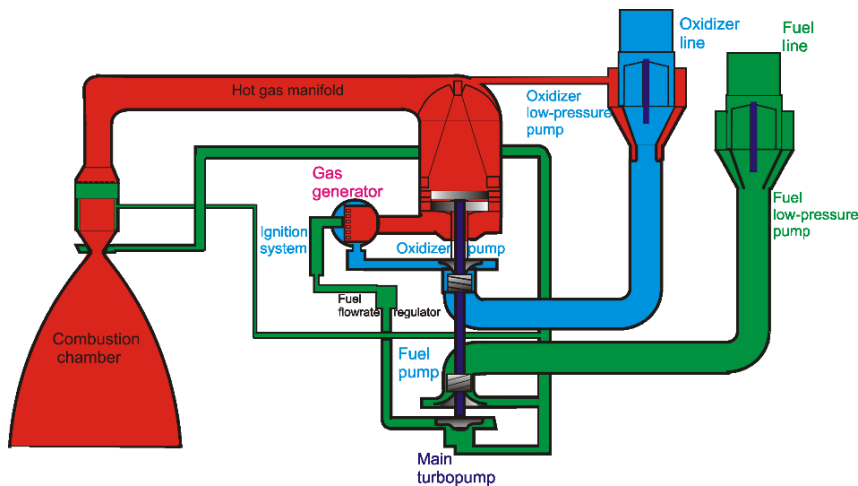 Oxidizer
line
Fuel
line
Hot gas manifold
Oxidizer
low-pressure
pump
Gas
generator
Fuel
low-pressure
pump
Ignition
system
Oxidizer pump
Fuel
flowrate regulator
Combustion
chamber
Fuel
pump
Main
turbopump